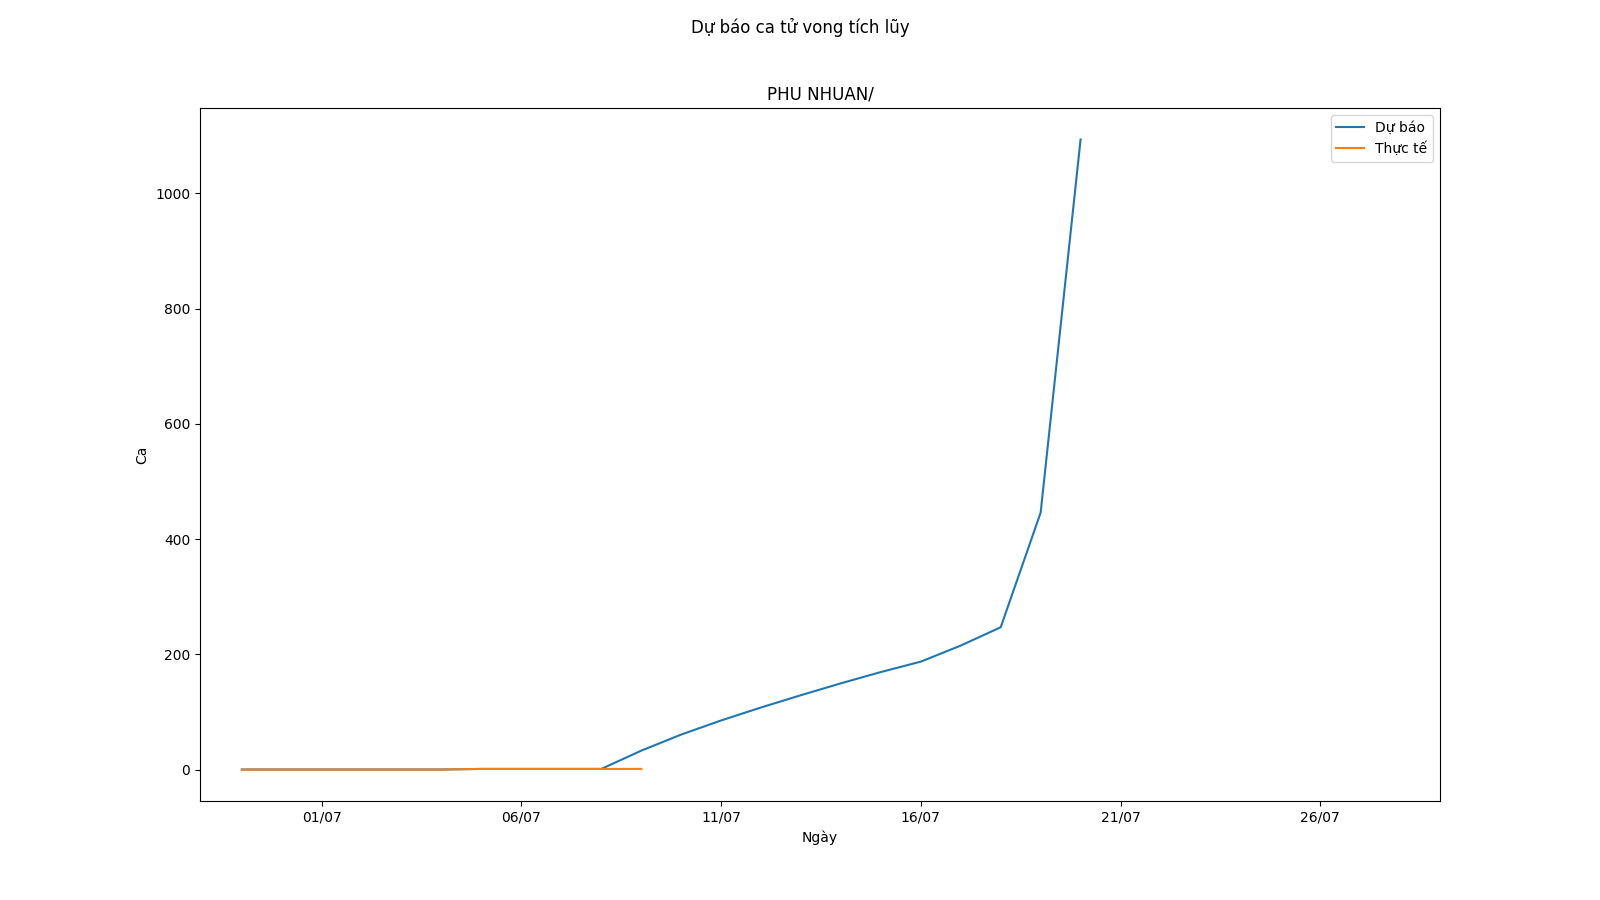 Dự báo ca tử vong tích lũy
PHU NHUAN/
Dự báo
Thực tế
1000
800
600
400
200
0
Ca
01/07 06/07 11/07 16/07 21/07 26/07
Ngày